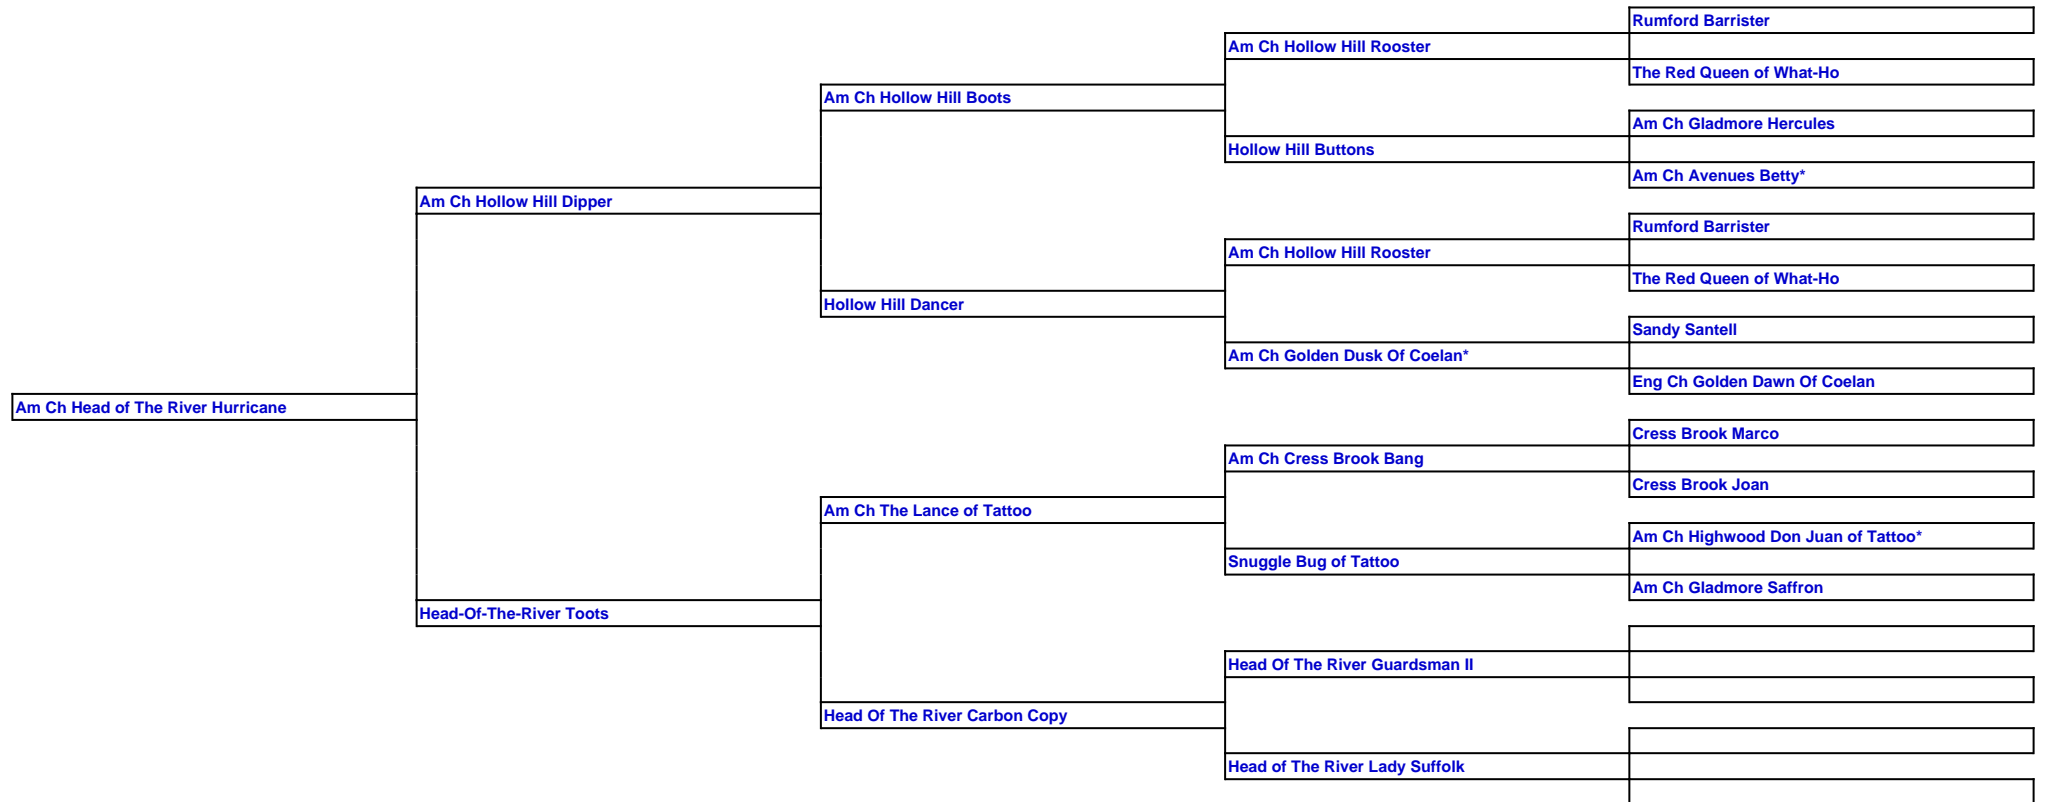 Rumford Barrister
Am Ch Hollow Hill Rooster
The Red Queen of What-Ho
Am Ch Hollow Hill Boots
Am Ch Gladmore Hercules
Hollow Hill Buttons
Am Ch Avenues Betty*
Am Ch Hollow Hill Dipper
Rumford Barrister
Am Ch Hollow Hill Rooster
The Red Queen of What-Ho
Hollow Hill Dancer
Sandy Santell
Am Ch Golden Dusk Of Coelan*
Eng Ch Golden Dawn Of Coelan
Am Ch Head of The River Hurricane
Cress Brook Marco
Am Ch Cress Brook Bang
Cress Brook Joan
Am Ch The Lance of Tattoo
Am Ch Highwood Don Juan of Tattoo*
Snuggle Bug of Tattoo
Am Ch Gladmore Saffron
Head-Of-The-River Toots
Head Of The River Guardsman II
Head Of The River Carbon Copy
Head of The River Lady Suffolk